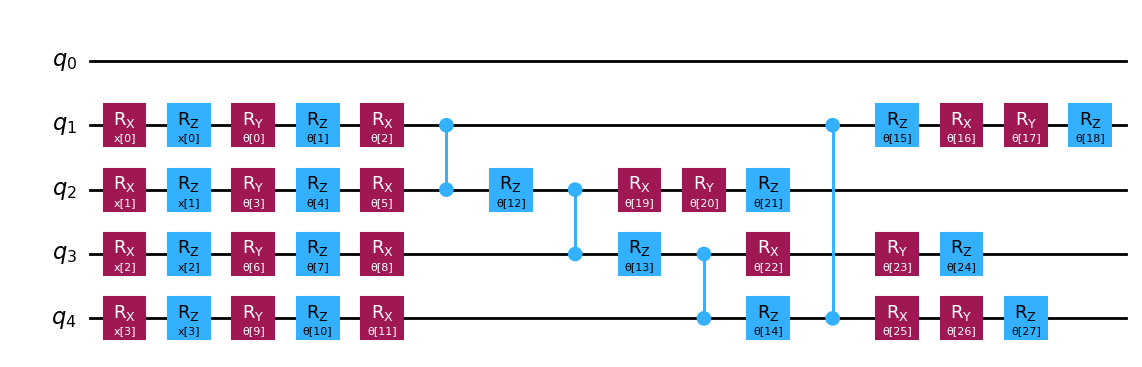 q0
q1 RX x[0] RZ x[0] RY θ[0] RZ θ[1] RX θ[2] RZ θ[15] RX θ[16] RY θ[17] RZ θ[18]
q2 RX x[1] RZ x[1] RY θ[3] RZ θ[4] RX θ[5] RZ θ[12] RX θ[19] RY θ[20] RZ θ[21]
q3 RX x[2] RZ x[2] RY θ[6] RZ θ[7] RX θ[8] RZ θ[13] RX θ[22] RY θ[23] RZ θ[24]
q4 RX x[3] RZ x[3] RY θ[9] RZ θ[10] RX θ[11] RZ θ[14] RX θ[25] RY θ[26] RZ θ[27]